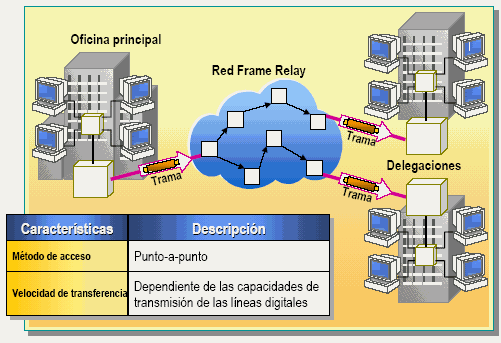 Oficina principal
Red Frame Relay
Trama
Trama
Delegaciones
Trama
Características Descripción
Método de acceso Punto-a-punto
Velocidad de transferencia Dependiente de las capacidades de
transmisión de las líneas digitales